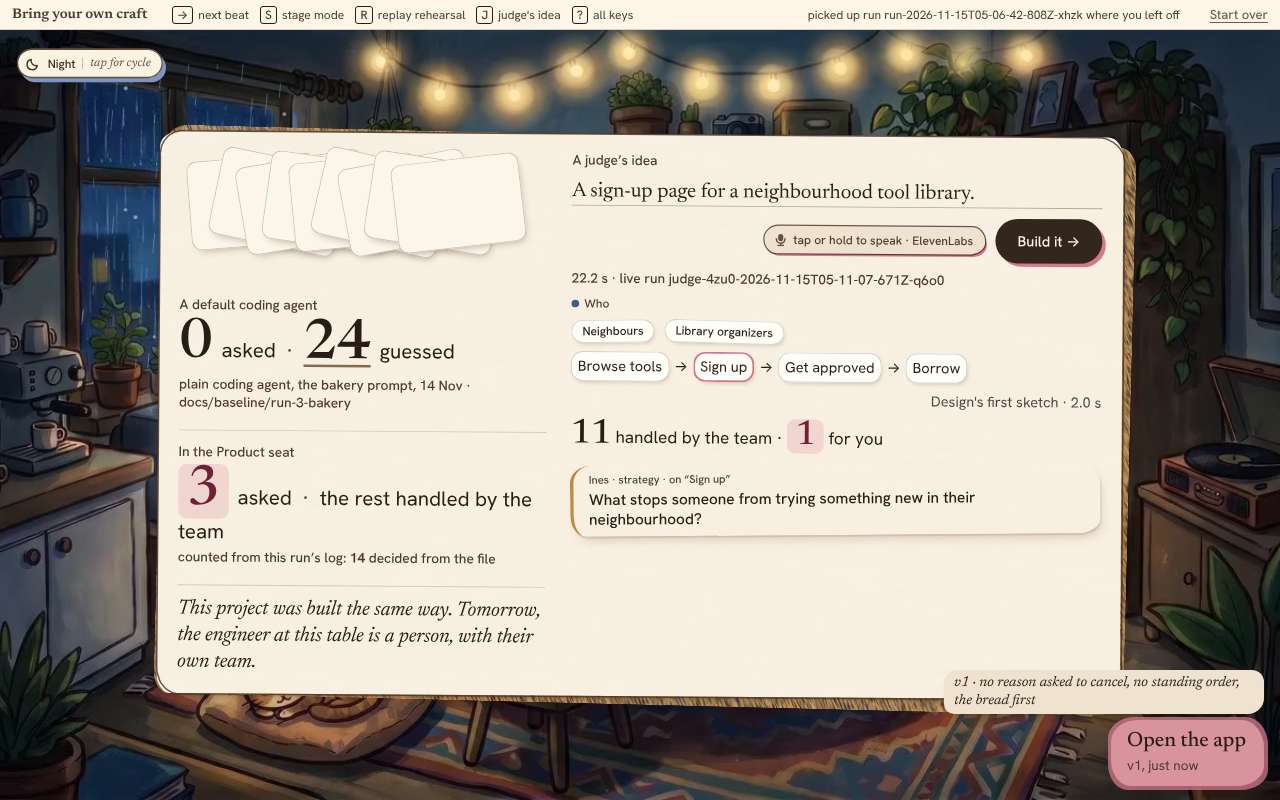 Bring your own craft
→ next beat S stage mode R replay rehearsal J judge's idea ? all keys
picked up run run-2026-11-15T05-06-42-808Z-xhzk where you left off
Start over
Night tap for cycle
A default coding agent
0 asked · 24 guessed
plain coding agent, the bakery prompt, 14 Nov ·
docs/baseline/run-3-bakery
In the Product seat
3 asked · the rest handled by the
team
counted from this run’s log: 14 decided from the file
This project was built the same way. Tomorrow,
the engineer at this table is a person, with their
own team.
A judge’s idea
A sign-up page for a neighbourhood tool library.
tap or hold to speak · ElevenLabs
Build it →
22.2 s · live run judge-4zu0-2026-11-15T05-11-07-671Z-q6o0
Who
Neighbours Library organizers
Browse tools → Sign up → Get approved → Borrow
Design's first sketch · 2.0 s
11 handled by the team · 1 for you
Ines · strategy · on “Sign up”
What stops someone from trying something new in their
neighbourhood?
v1 · no reason asked to cancel, no standing order,
the bread first
Open the app
v1, just now